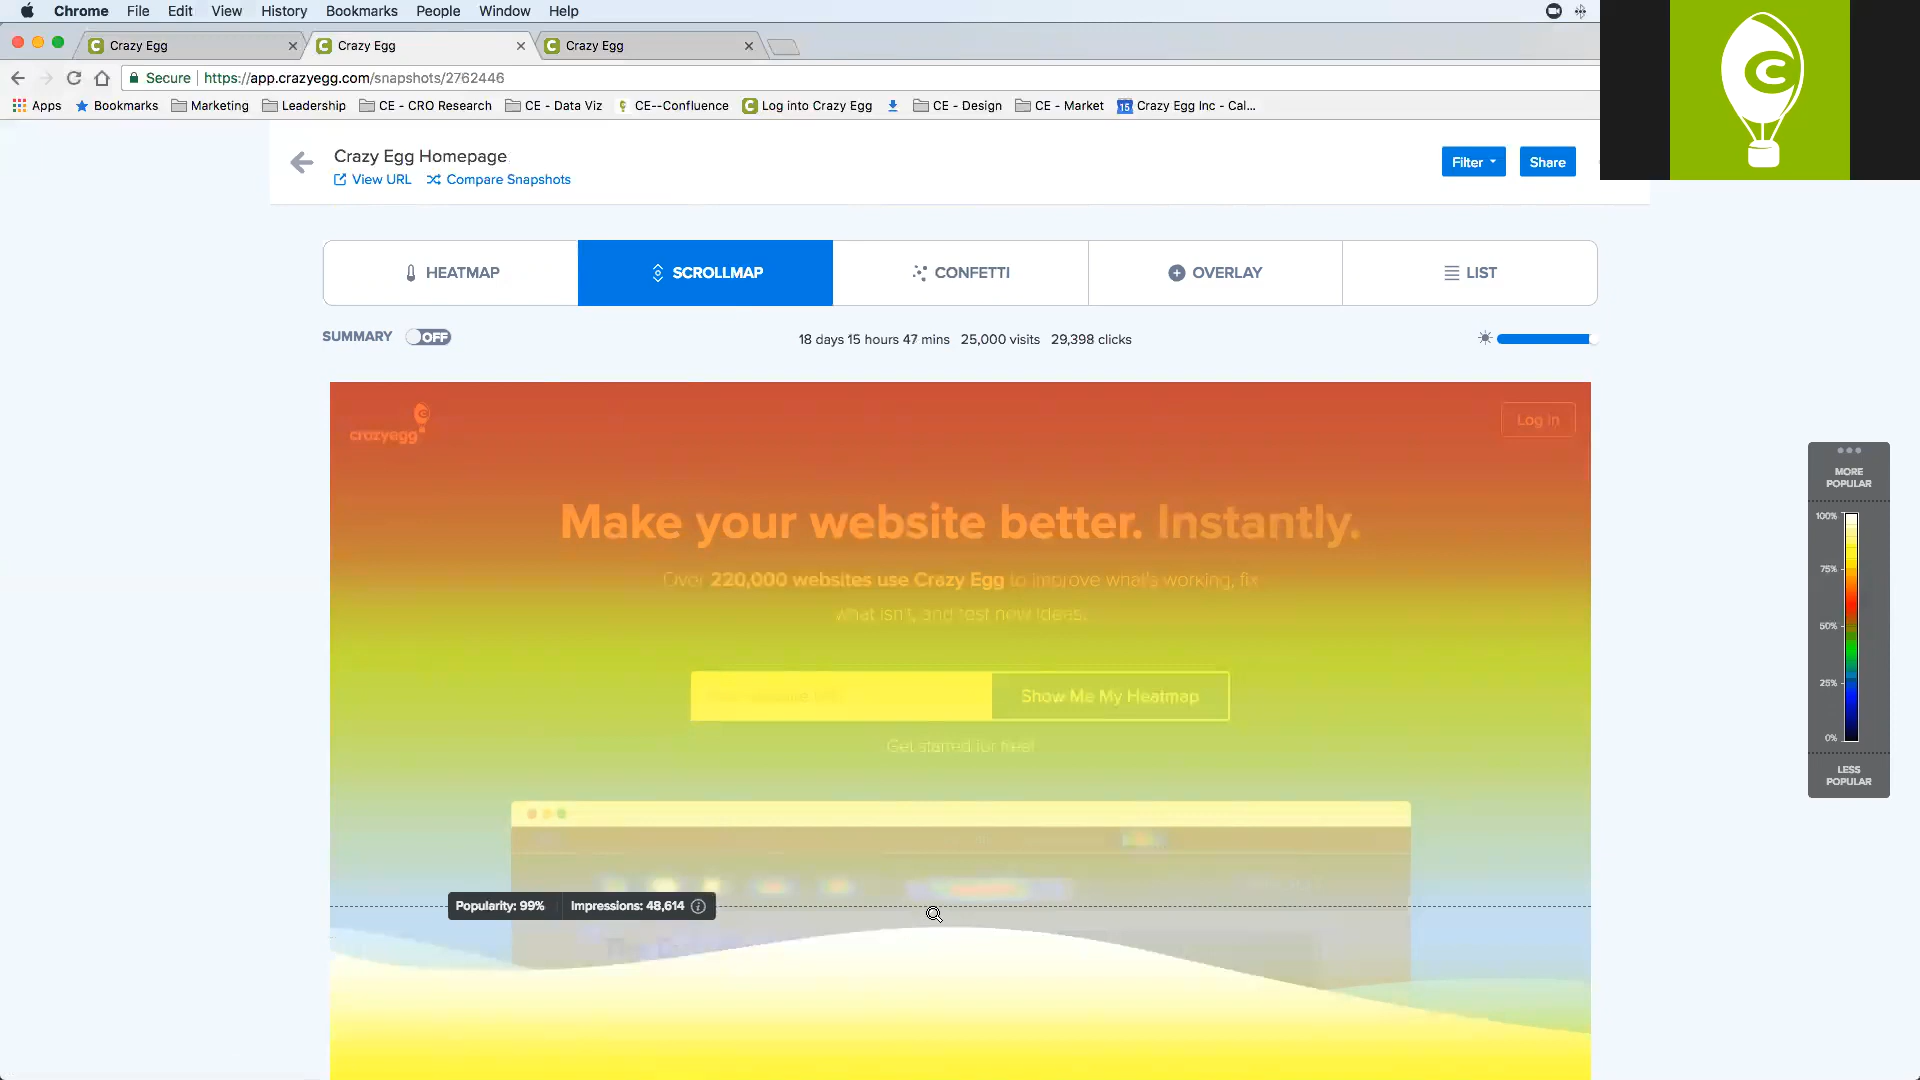 Chrome File Edit View History Bookmarks People Window Help
Crazy Egg
Crazy Egg
Crazy Egg
Secure https://app.crazyegg.com/snapshots/2762446
Apps Bookmarks Marketing Leadership CE - CRO Research CE - Data Viz CE--Confluence Log into Crazy Egg CE - Design CE - Market 15 Crazy Egg Inc - Cal...
Crazy Egg Homepage
View URL Compare Snapshots
Filter
Share
HEATMAP
SCROLLMAP
CONFETTI
OVERLAY
LIST
SUMMARY OFF
18 days 15 hours 47 mins 25,000 visits 29,398 clicks
crazyegg
Log in
Make your website better. Instantly.
Over 220,000 websites use Crazy Egg to improve what's working, fix
what isn't, and test new ideas.
Show Me My Heatmap
Get started for free!
Popularity: 99% Impressions: 48,614
MORE
POPULAR
100%
75%
50%
25%
0%
LESS
POPULAR